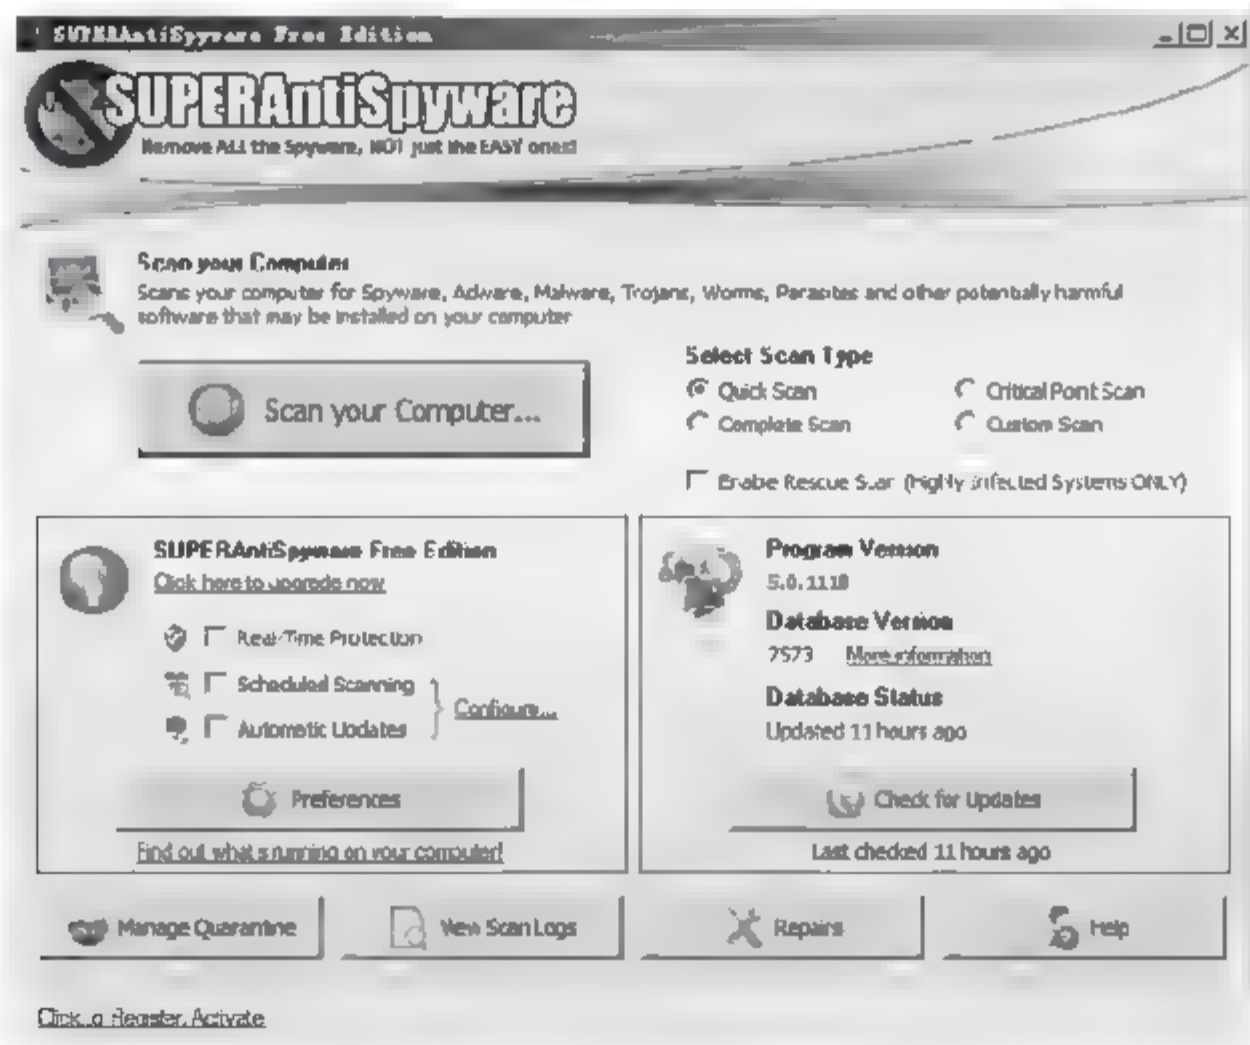 SUPERAntiSpyware Free Edition
SUPERAntiSpyware
Remove ALL the Spyware, NOT just the EASY ones!
Scan your Computer
Scans your computer for Spyware, Adware, Malware, Trojans, Worms, Parasites and other potentially harmful
software that may be installed on your computer
Scan your Computer...
Select Scan Type
Quick Scan
Critical Point Scan
Complete Scan
Custom Scan
Enable Rescue Scan (Highly Infected Systems ONLY)
SUPERAntiSpyware Free Edition
Click here to upgrade now
Real-Time Protection
Scheduled Scanning
Automatic Updates
Configure...
Preferences
Find out what's running on your computer!
Program Version
5.0.1118
Database Version
7573 More information
Database Status
Updated 11 hours ago
Check for Updates
Last checked 11 hours ago
Manage Quarantine
View Scan Logs
Repairs
Help
Click to Register, Activate